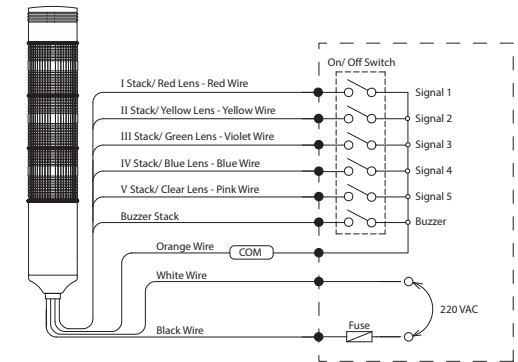 On/ Off Switch
I Stack/ Red Lens - Red Wire
Signal 1
II Stack/ Yellow Lens - Yellow Wire
Signal 2
III Stack/ Green Lens - Violet Wire
Signal 3
IV Stack/ Blue Lens - Blue Wire
Signal 4
V Stack/ Clear Lens - Pink Wire
Signal 5
Buzzer Stack
Buzzer
Orange Wire
COM
White Wire
220 VAC
Black Wire
Fuse